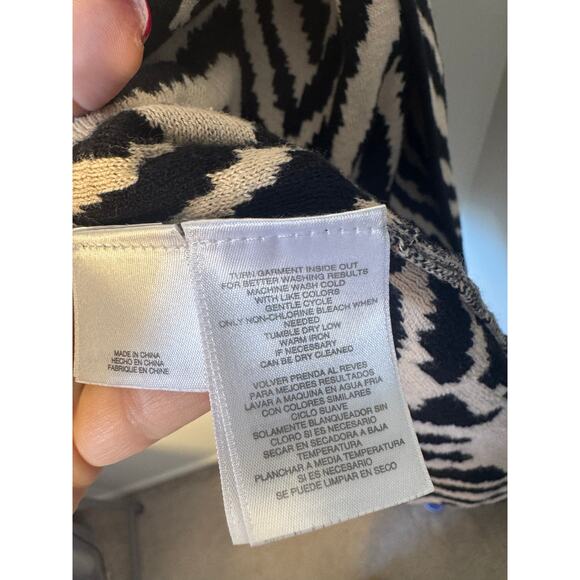 MADE IN CHINA
HECHO EN CHINA
FABRIQUE EN CHINE
TURN GARMENT INSIDE OUT
FOR BETTER WASHING RESULTS
MACHINE WASH COLD
WITH LIKE COLORS
GENTLE CYCLE
ONLY NON-CHLORINE BLEACH WHEN
NEEDED
TUMBLE DRY LOW
WARM IRON
IF NECESSARY
CAN BE DRY CLEANED
VOLVER PRENDA AL REVES
PARA MEJORES RESULTADOS
LAVAR A MAQUINA EN AGUA FRIA
CON COLORES SIMILARES
CICLO SUAVE
SOLAMENTE BLANQUEADOR SIN
CLORO SI ES NECESARIO
SECAR EN SECADORA A BAJA
TEMPERATURA
PLANCHAR A MEDIA TEMPERATURA
SI ES NECESARIO
SE PUEDE LIMPIAR EN SECO